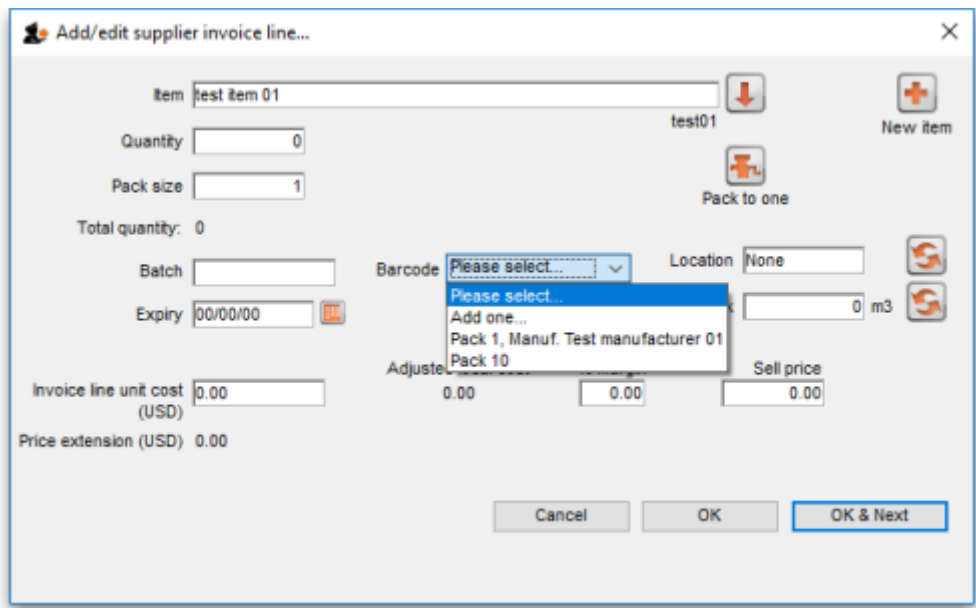 Add/edit supplier invoice line...
Item test item 01
test01
New item
Quantity 0
Pack to one
Pack size 1
Total quantity: 0
Batch
Barcode Please select...
Location None
Please select...
Add one...
Pack 1, Manuf. Test manufacturer 01
Pack 10
Expiry 00/00/00
0 m3
Sell price
Invoice line unit cost (USD) 0.00
0.00
0.00
0.00
Price extension (USD) 0.00
Cancel
OK
OK & Next